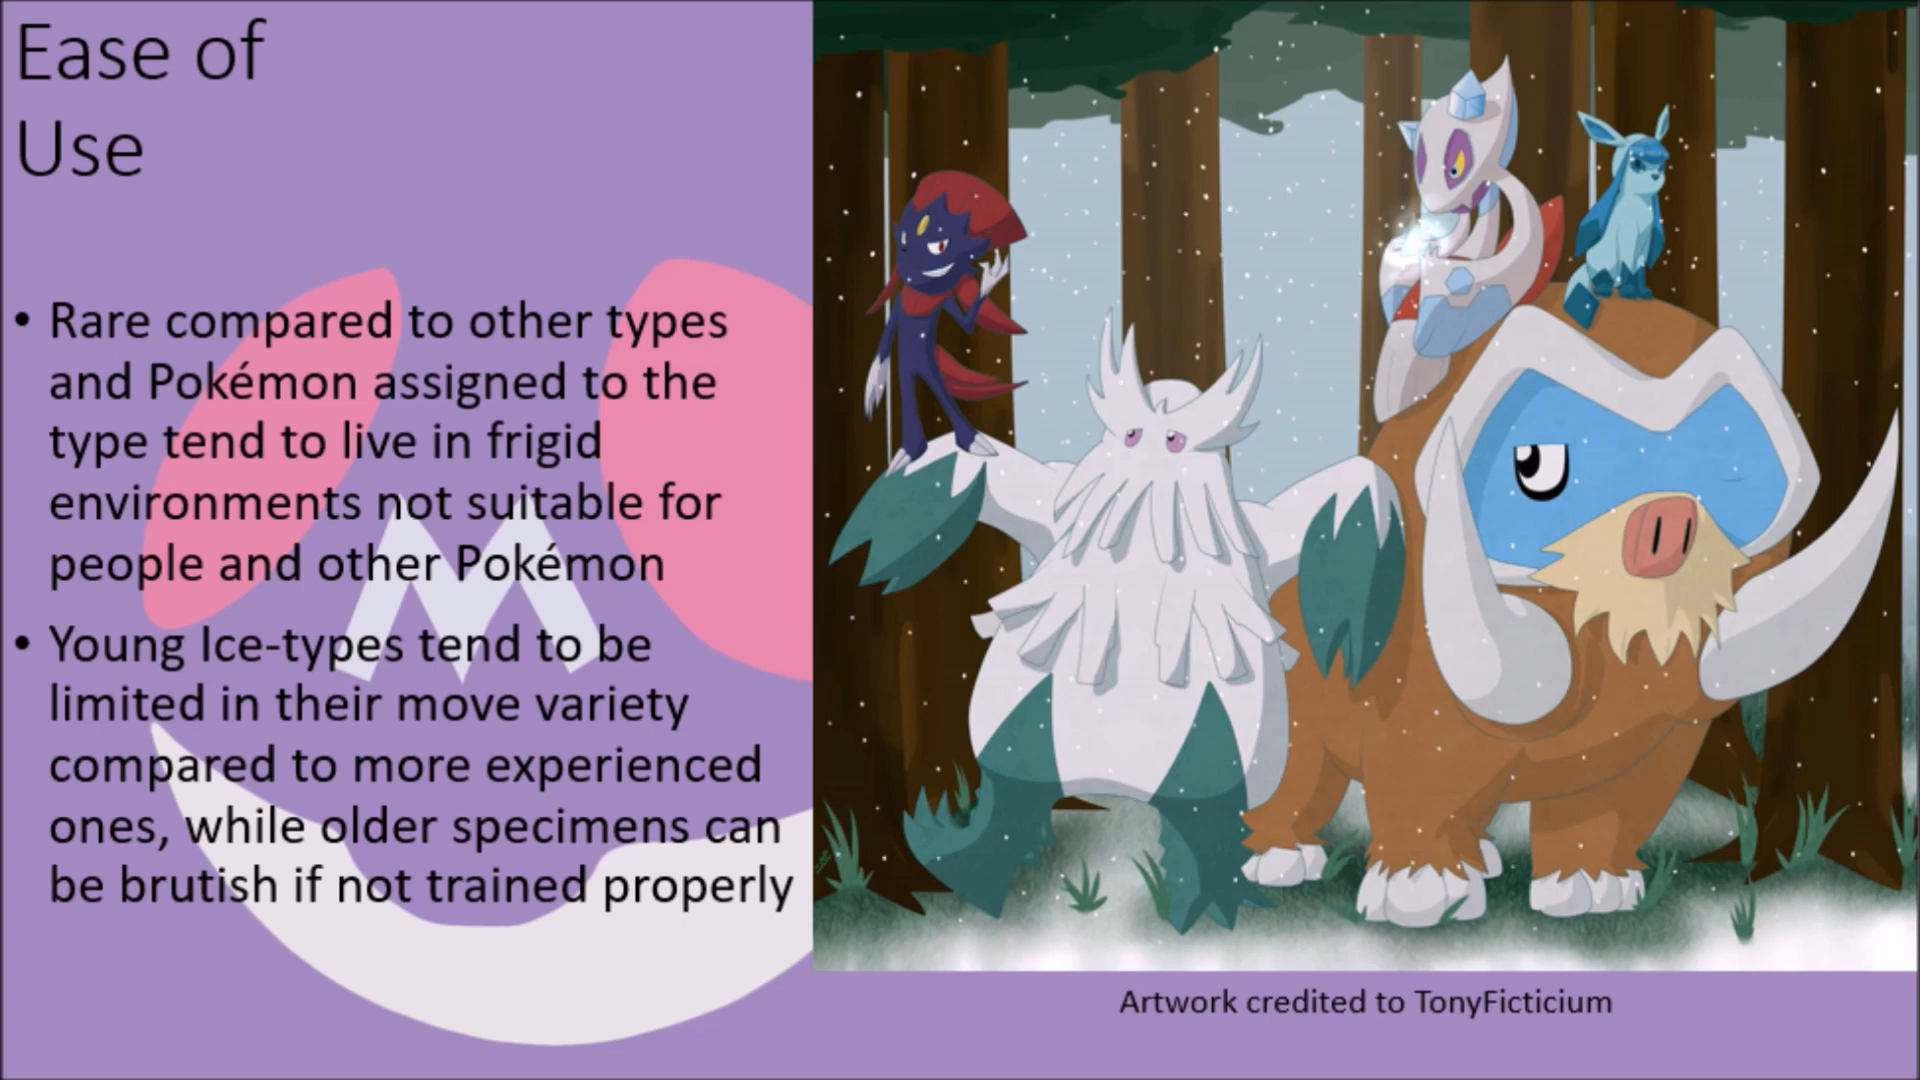 Ease of
Use
• Rare compared to other types
and Pokémon assigned to the
type tend to live in frigid
environments not suitable for
people and other Pokémon
• Young Ice-types tend to be
limited in their move variety
compared to more experienced
ones, while older specimens can
be brutish if not trained properly
M
Artwork credited to TonyFicticium